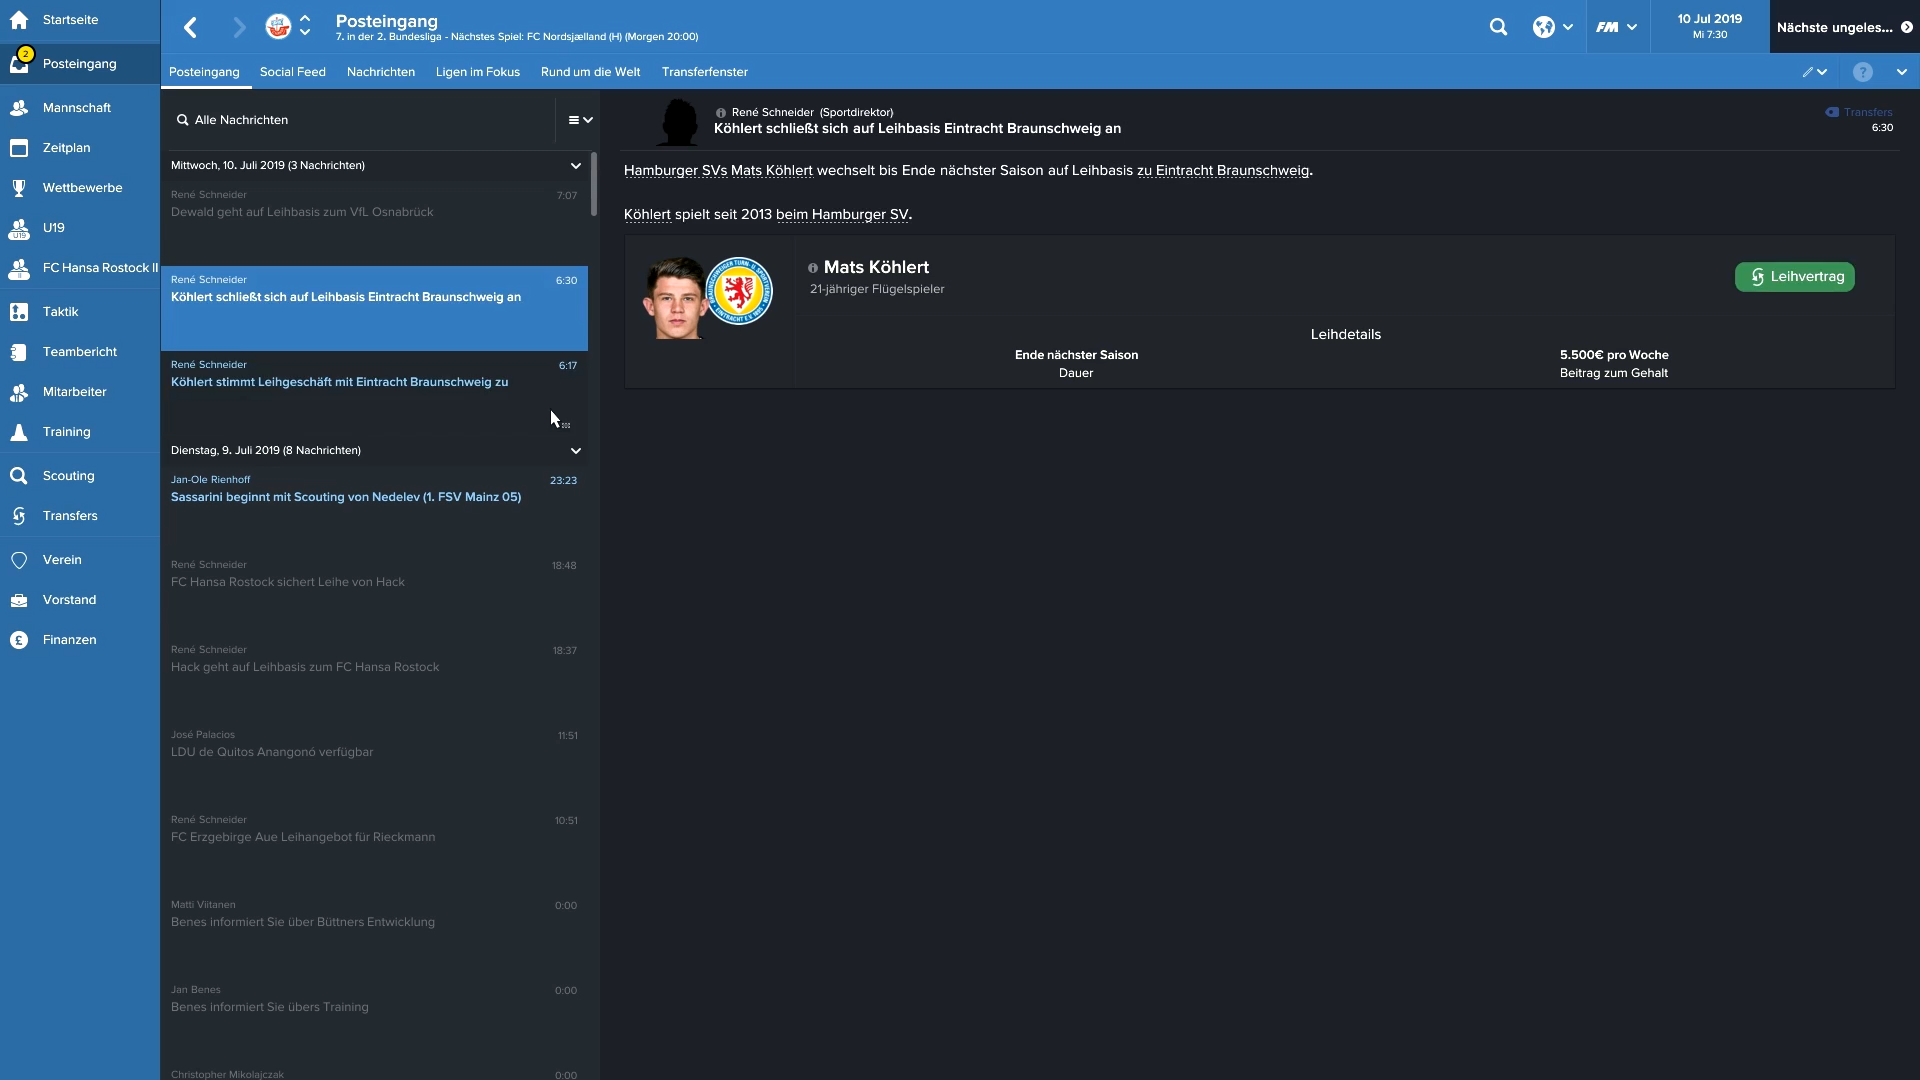 Startseite
2
Posteingang
Mannschaft
Zeitplan
Wettbewerbe
U19
U19
FC Hansa Rostock II
II
Taktik
Teambericht
Mitarbeiter
Training
Scouting
Transfers
Verein
Vorstand
£
Finanzen
Posteingang
7. in der 2. Bundesliga - Nächstes Spiel: FC Nordsjælland (H) (Morgen 20:00)
FM
10 Jul 2019
Mi 7:30
Nächste ungeles...
Posteingang
Social Feed
Nachrichten
Ligen im Fokus
Rund um die Welt
Transferfenster
?
Alle Nachrichten
Mittwoch, 10. Juli 2019 (3 Nachrichten)
René Schneider 7:07
Dewald geht auf Leihbasis zum VfL Osnabrück
René Schneider 6:30
Köhlert schließt sich auf Leihbasis Eintracht Braunschweig an
René Schneider 6:17
Köhlert stimmt Leihgeschäft mit Eintracht Braunschweig zu
Dienstag, 9. Juli 2019 (8 Nachrichten)
Jan-Ole Rienhoff 23:23
Sassarini beginnt mit Scouting von Nedelev (1. FSV Mainz 05)
René Schneider 18:48
FC Hansa Rostock sichert Leihe von Hack
René Schneider 18:37
Hack geht auf Leihbasis zum FC Hansa Rostock
José Palacios 11:51
LDU de Quitos Anangonó verfügbar
René Schneider 10:51
FC Erzgebirge Aue Leihangebot für Rieckmann
Matti Viitanen 0:00
Benes informiert Sie über Büttners Entwicklung
Jan Benes 0:00
Benes informiert Sie übers Training
Christopher Mikolajczak 0:00
René Schneider (Sportdirektor)
Köhlert schließt sich auf Leihbasis Eintracht Braunschweig an
Transfers
6:30
Hamburger SVs Mats Köhlert wechselt bis Ende nächster Saison auf Leihbasis zu Eintracht Braunschweig.
Köhlert spielt seit 2013 beim Hamburger SV.
Mats Köhlert
21-jähriger Flügelspieler
Leihvertrag
Leihdetails
Ende nächster Saison
Dauer
5.500€ pro Woche
Beitrag zum Gehalt